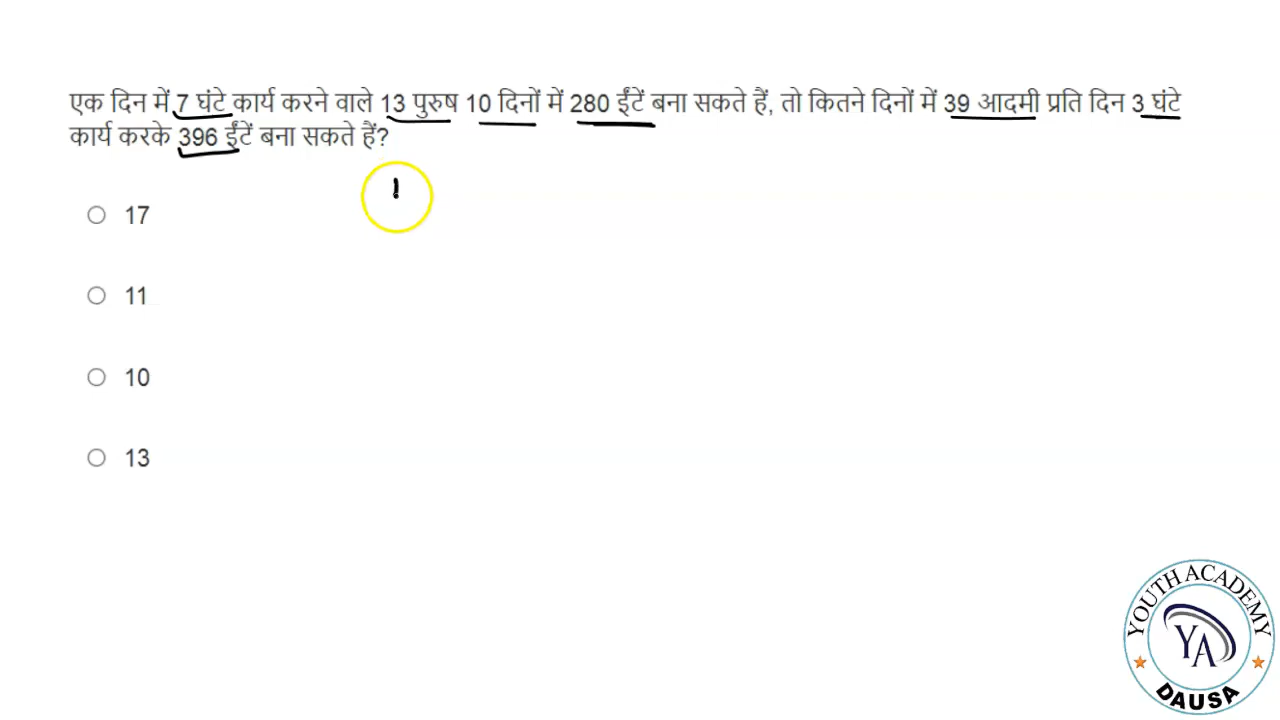 एक दिन में 7 घंटे कार्य करने वाले 13 पुरुष 10 दिनों में 280 ईंटें बना सकते हैं, तो कितने दिनों में 39 आदमी प्रति दिन 3 घंटे
कार्य करके 396 ईंटें बना सकते हैं?
17
11
10
13
YOUTH ACADEMY
YA
DAUSA